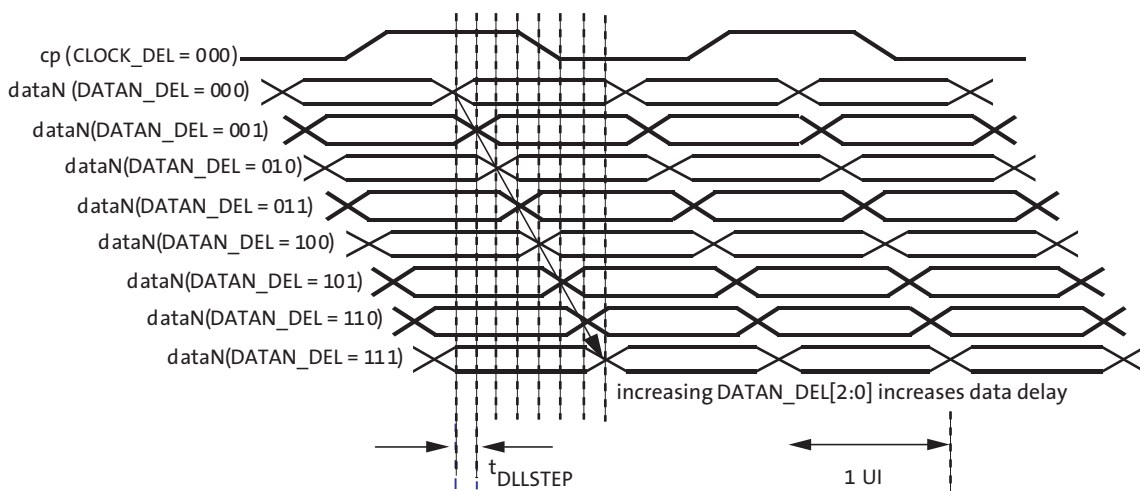 cp (CLOCK_DEL = 000)
dataN (DATAN_DEL = 000)
dataN(DATAN_DEL = 001)
dataN(DATAN_DEL = 010)
dataN(DATAN_DEL = 011)
dataN(DATAN_DEL = 100)
dataN(DATAN_DEL = 101)
dataN(DATAN_DEL = 110)
dataN(DATAN_DEL = 111)
increasing DATAN_DEL[2:0] increases data delay
tDLLSTEP
1 UI